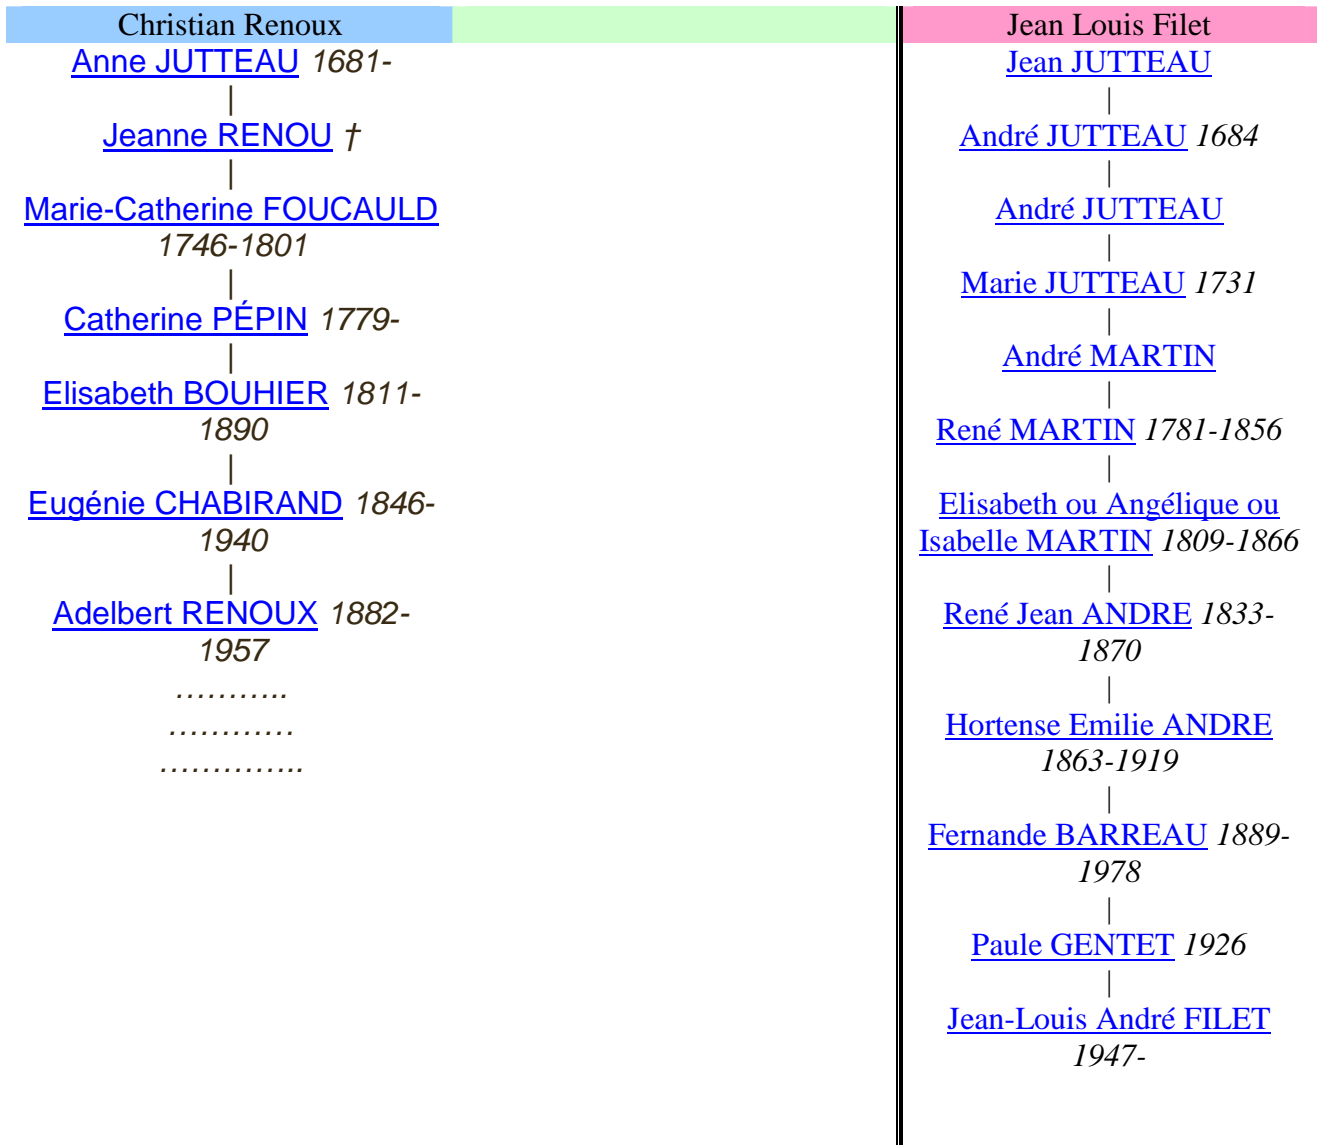 Christian Renoux
Anne JUTTEAU 1681-
|
Jeanne RENOU †
|
Marie-Catherine FOUCAULD
1746-1801
|
Catherine PÉPIN 1779-
|
Elisabeth BOUHIER 1811-
1890
|
Eugénie CHABIRAND 1846-
1940
|
Adelbert RENOUX 1882-
1957
………..
…………
…………..
Jean Louis Filet
Jean JUTTEAU
|
André JUTTEAU 1684
|
André JUTTEAU
|
Marie JUTTEAU 1731
|
André MARTIN
|
René MARTIN 1781-1856
|
Elisabeth ou Angélique ou
Isabelle MARTIN 1809-1866
|
René Jean ANDRE 1833-
1870
|
Hortense Emilie ANDRE
1863-1919
|
Fernande BARREAU 1889-
1978
|
Paule GENTET 1926
|
Jean-Louis André FILET
1947-